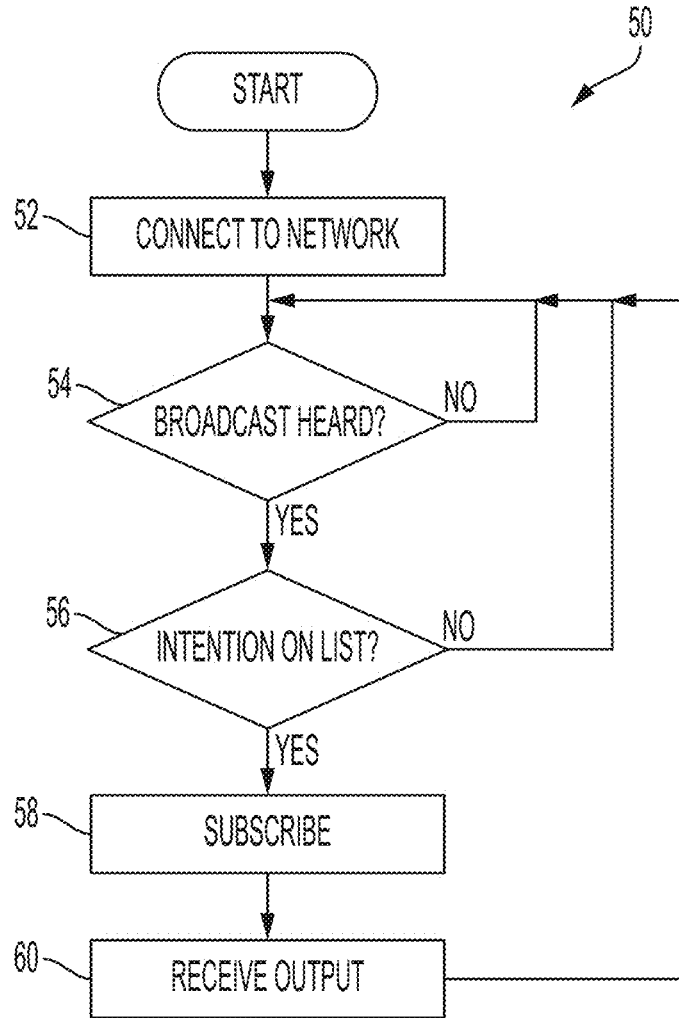 50
START
52
CONNECT TO NETWORK
54
BROADCAST HEARD?
NO
YES
56
INTENTION ON LIST?
NO
YES
58
SUBSCRIBE
60
RECEIVE OUTPUT